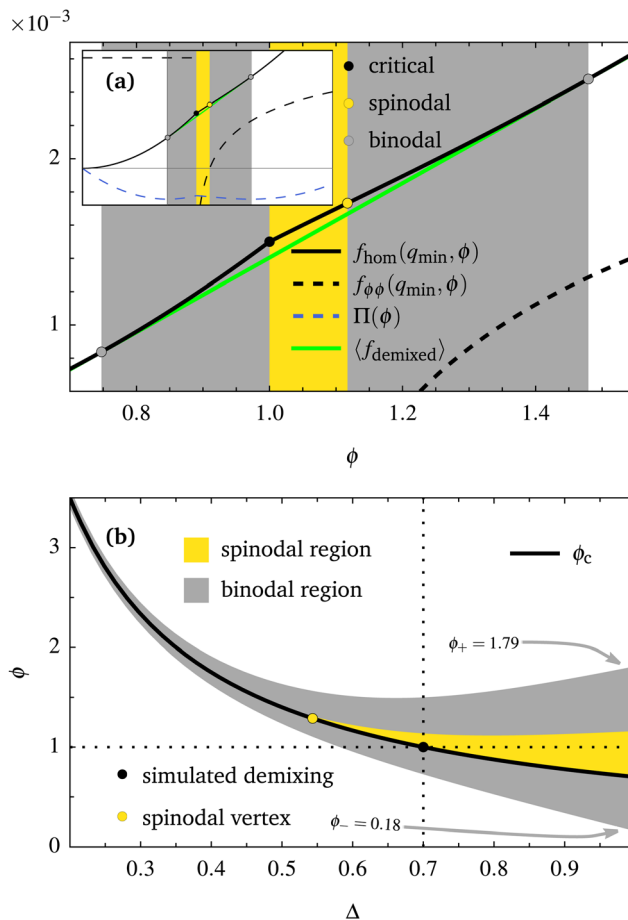 ×10⁻³
(a)
critical
spinodal
binodal
2
1
f_hom(q_min, ϕ)
f_ϕϕ(q_min, ϕ)
Π(ϕ)
⟨f_demixed⟩
0.8 1.0 1.2 1.4
ϕ
(b)
spinodal region
binodal region
ϕ_c
3
2
1
0
ϕ
ϕ₊ = 1.79
simulated demixing
spinodal vertex
ϕ₋ = 0.18
0.3 0.4 0.5 0.6 0.7 0.8 0.9
Δ